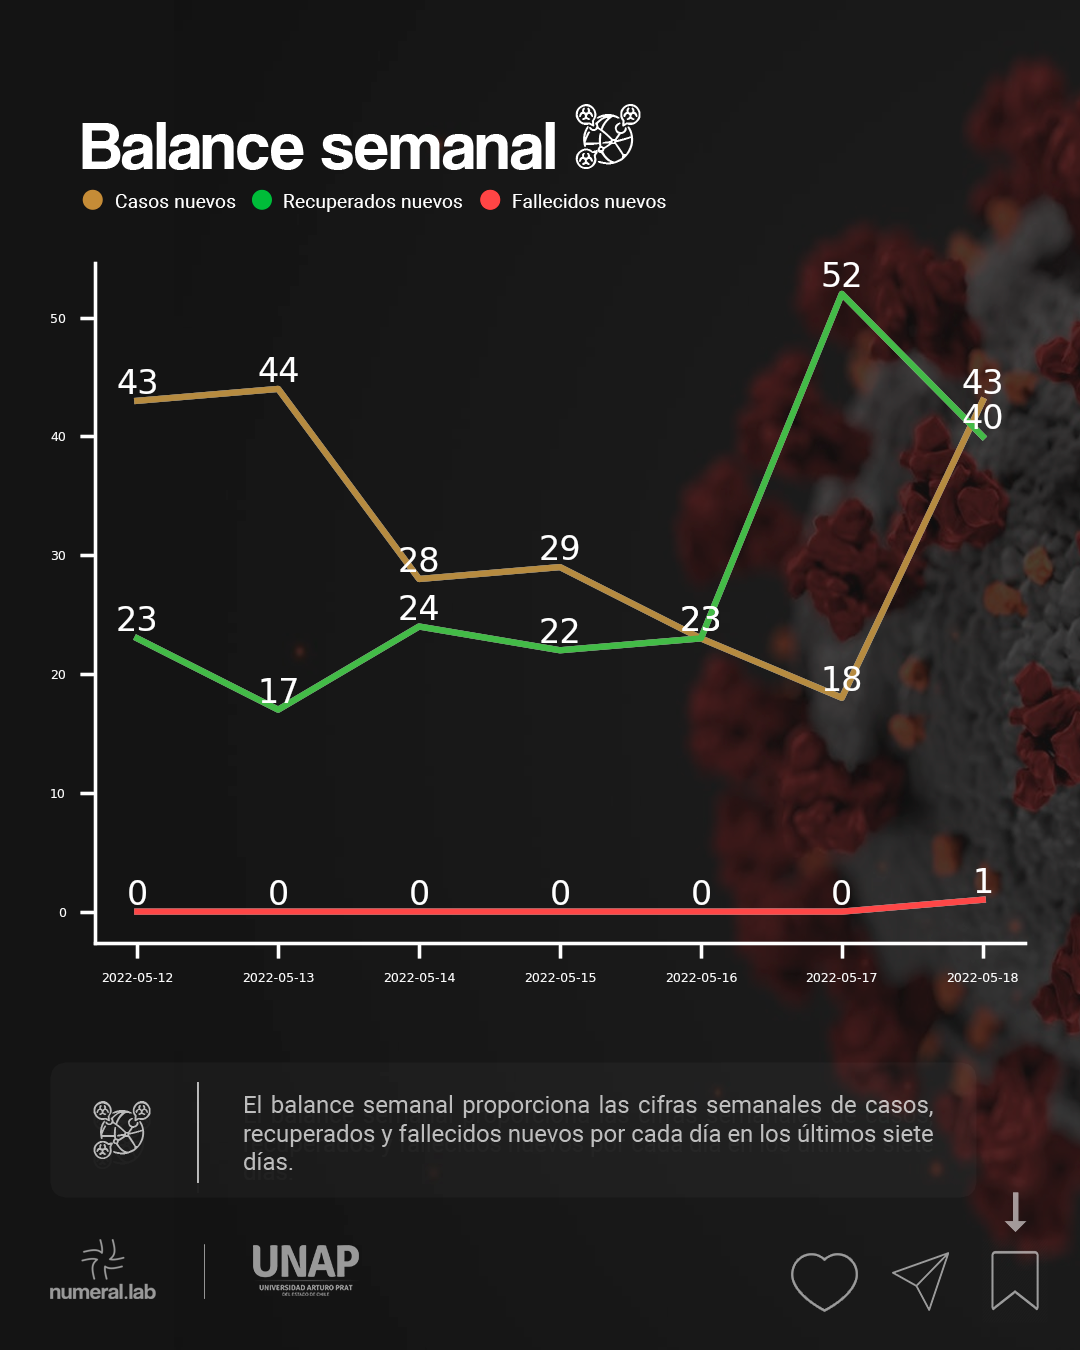 Balance semanal
Casos nuevos Recuperados nuevos Fallecidos nuevos
52
50
43 44 43
40 40
28 29
30
23 24 22 23
17 18
20
10
0 0 0 0 0 0 1
0
2022-05-12 2022-05-13 2022-05-14 2022-05-15 2022-05-16 2022-05-17 2022-05-18
El balance semanal proporciona las cifras semanales de casos,
recuperados y fallecidos nuevos por cada día en los últimos siete
días.
numeral.lab
UNAP
UNIVERSIDAD ARTURO PRAT
DEL ESTADO DE CHILE